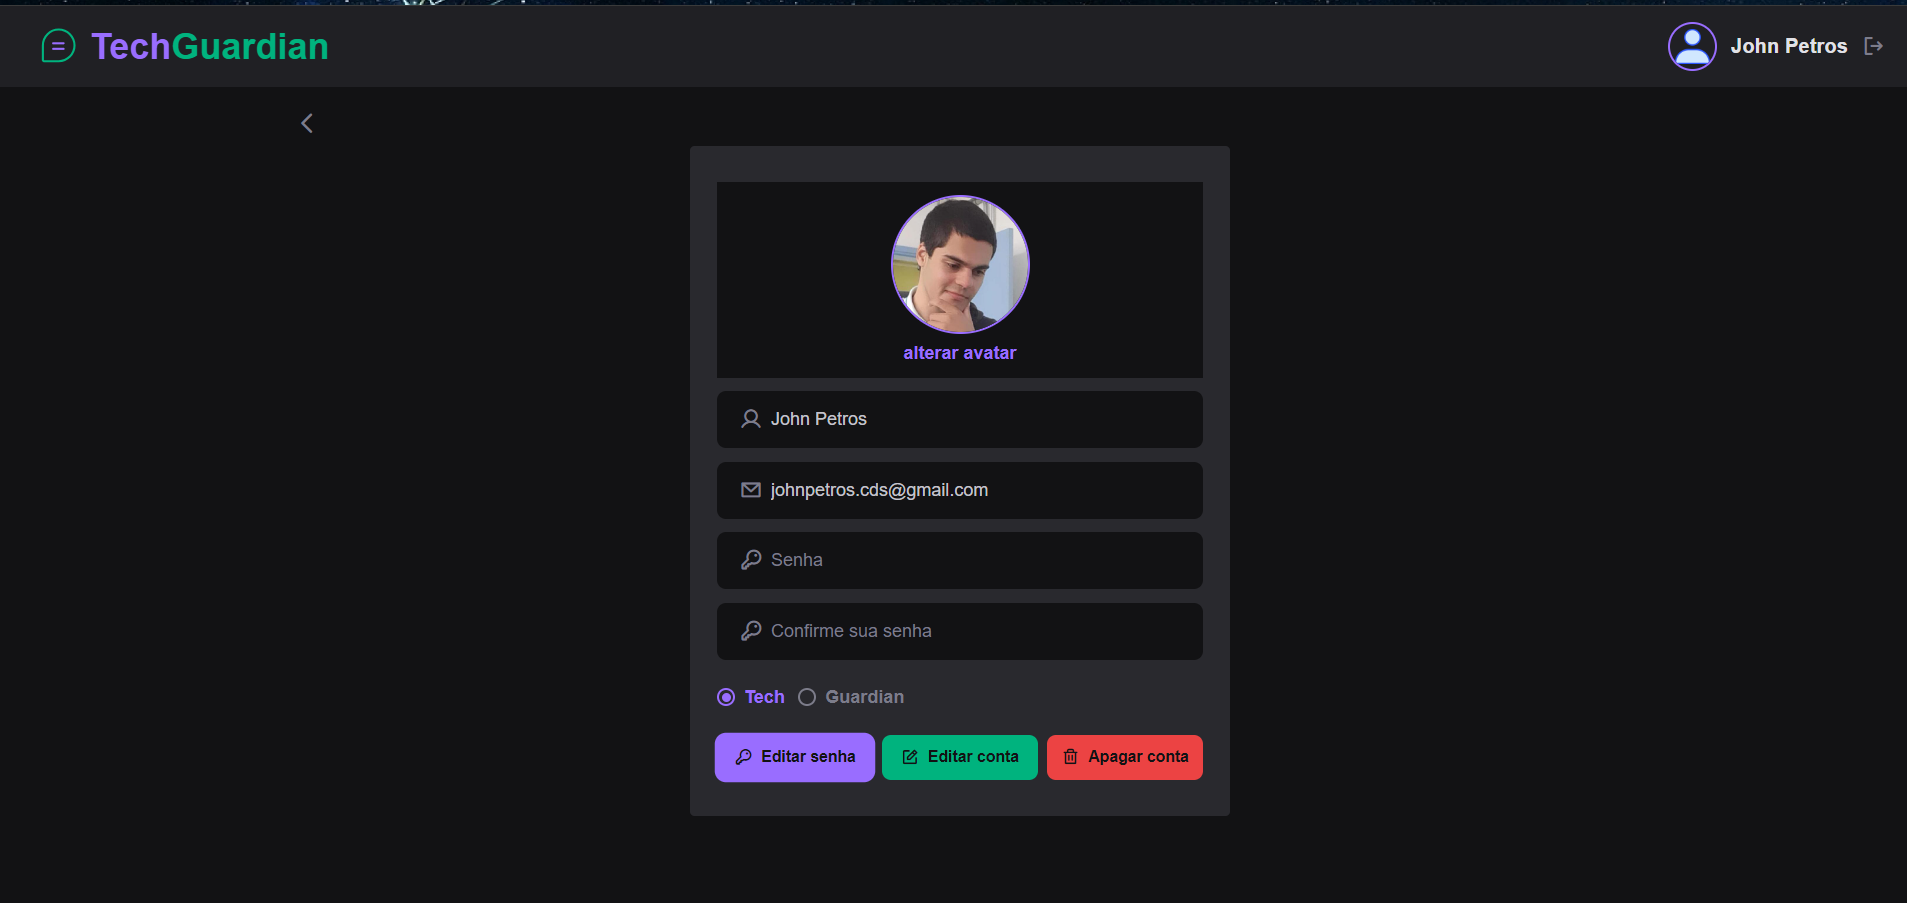 TechGuardian
John Petros
alterar avatar
John Petros
johnpetros.cds@gmail.com
Senha
Confirme sua senha
Tech Guardian
Editar senha Editar conta Apagar conta